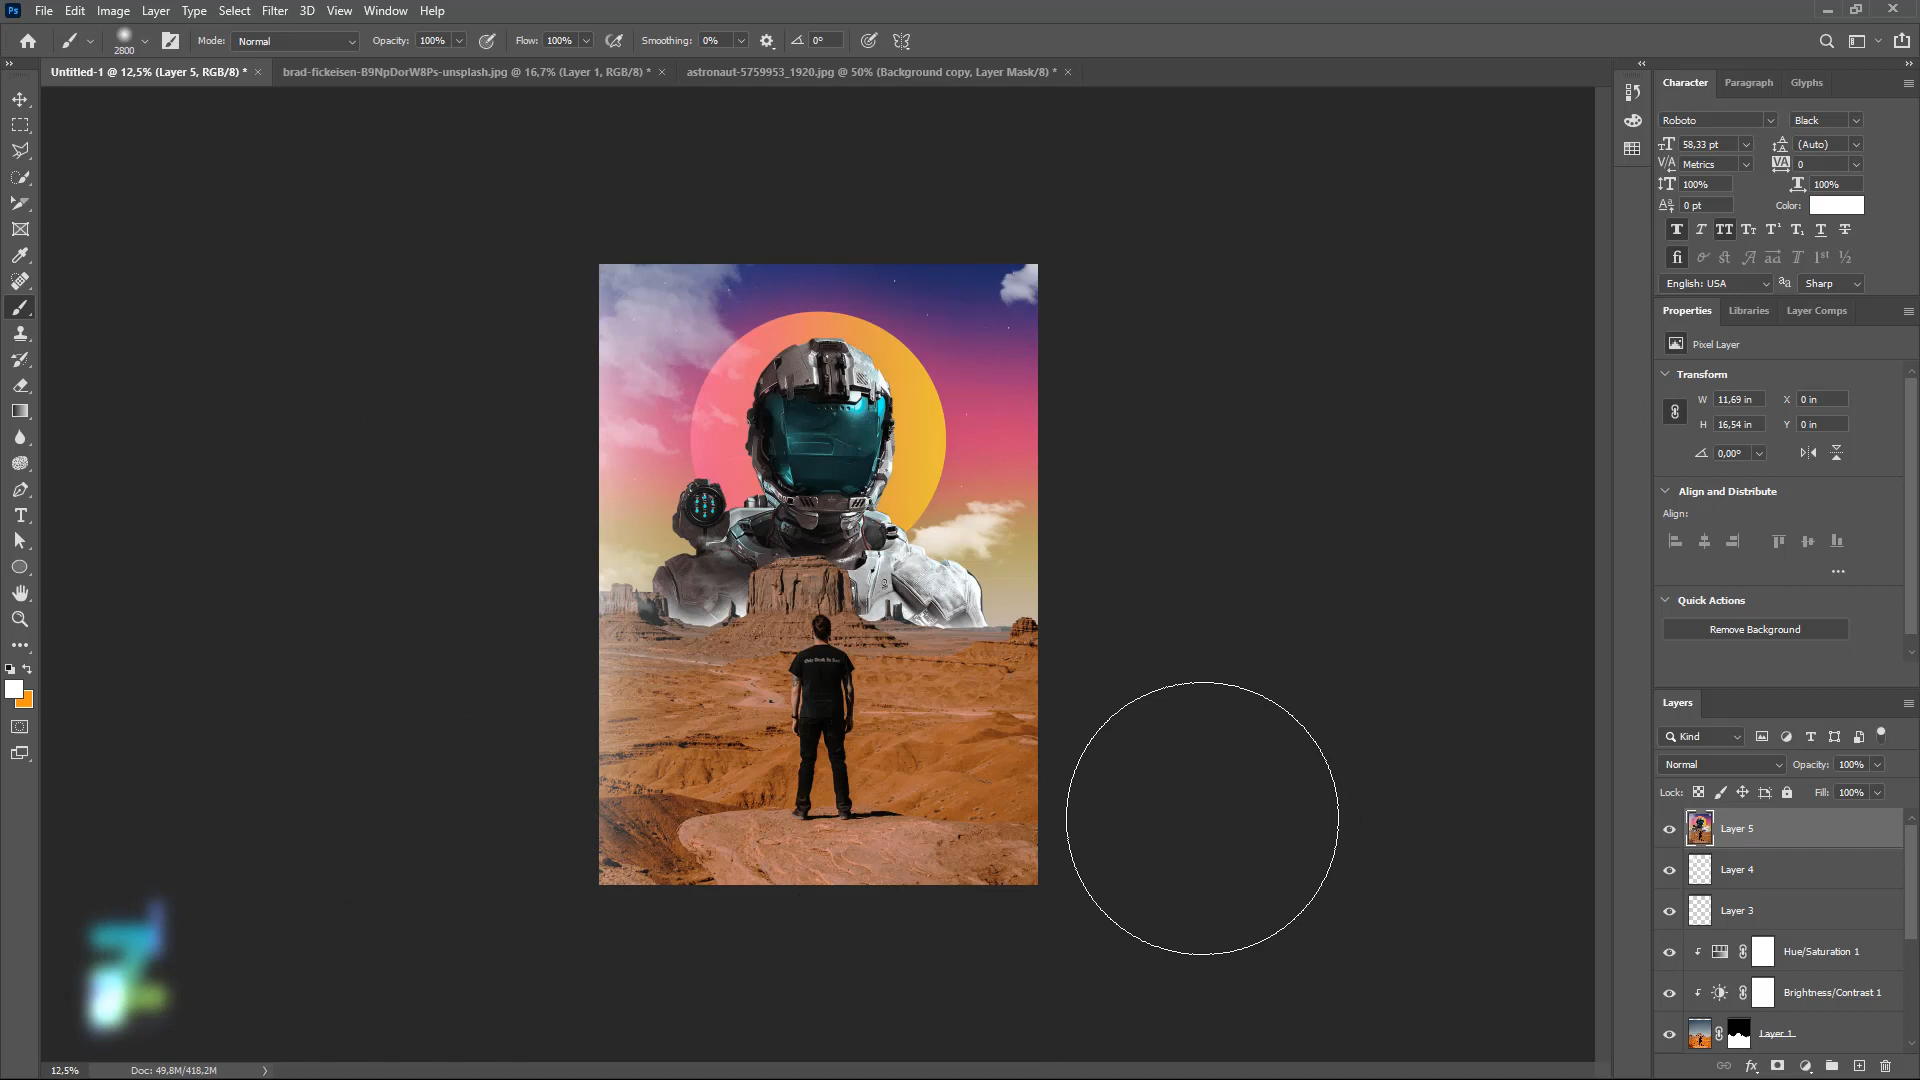 Ps File Edit Image Layer Type Select Filter 3D View Window Help
2800 Mode: Normal Opacity: 100% Flow: 100% Smoothing: 0% 0°
Untitled-1 @ 12,5% (Layer 5, RGB/8) * brad-fickeisen-B9NpDorW8Ps-unsplash.jpg @ 16,7% (Layer 1, RGB/8) * astronaut-5759953_1920.jpg @ 50% (Background copy, Layer Mask/8) *
Character Paragraph Glyphs
Roboto Black
58,33 pt (Auto)
Metrics 0
100% 100%
0 pt Color:
English: USA Sharp
Properties Libraries Layer Comps
Pixel Layer
Transform
W 11,69 in X 0 in
H 16,54 in Y 0 in
0,00°
Align and Distribute
Align:
Quick Actions
Remove Background
Layers
Kind
Normal Opacity: 100%
Lock: Fill: 100%
Layer 5
Layer 4
Layer 3
Hue/Saturation 1
Brightness/Contrast 1
Layer 1
12,5% Doc: 49,8M/418,2M